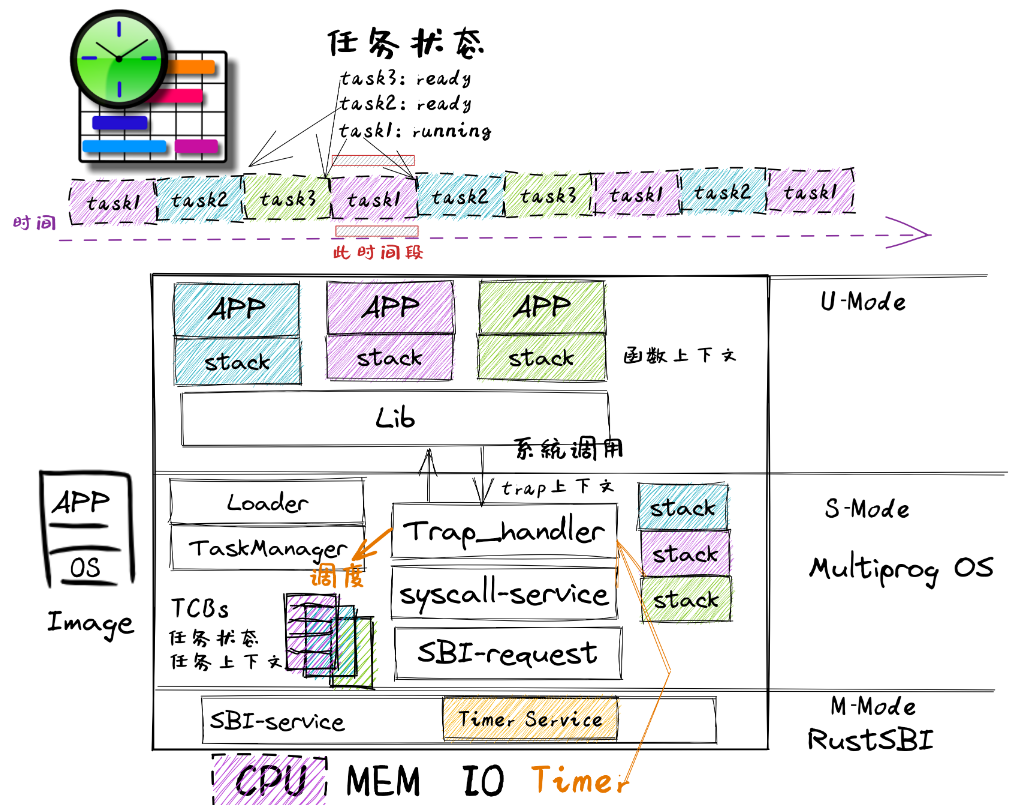 任务状态
task3: ready
task2: ready
task1: running
task1 task2 task3 task1 task2 task3 task1 task2 task1
时间
此时间段
U-Mode
APP APP APP
stack stack stack
函数上下文
Lib
系统调用
trap上下文
S-Mode
Multiprog OS
APP
OS
Image
Loader
TaskManager
Trap_handler
调度
syscall-service
SBI-request
stack
stack
stack
TCBs
任务状态
任务上下文
M-Mode
RustSBI
SBI-service
Timer Service
CPU MEM IO Timer